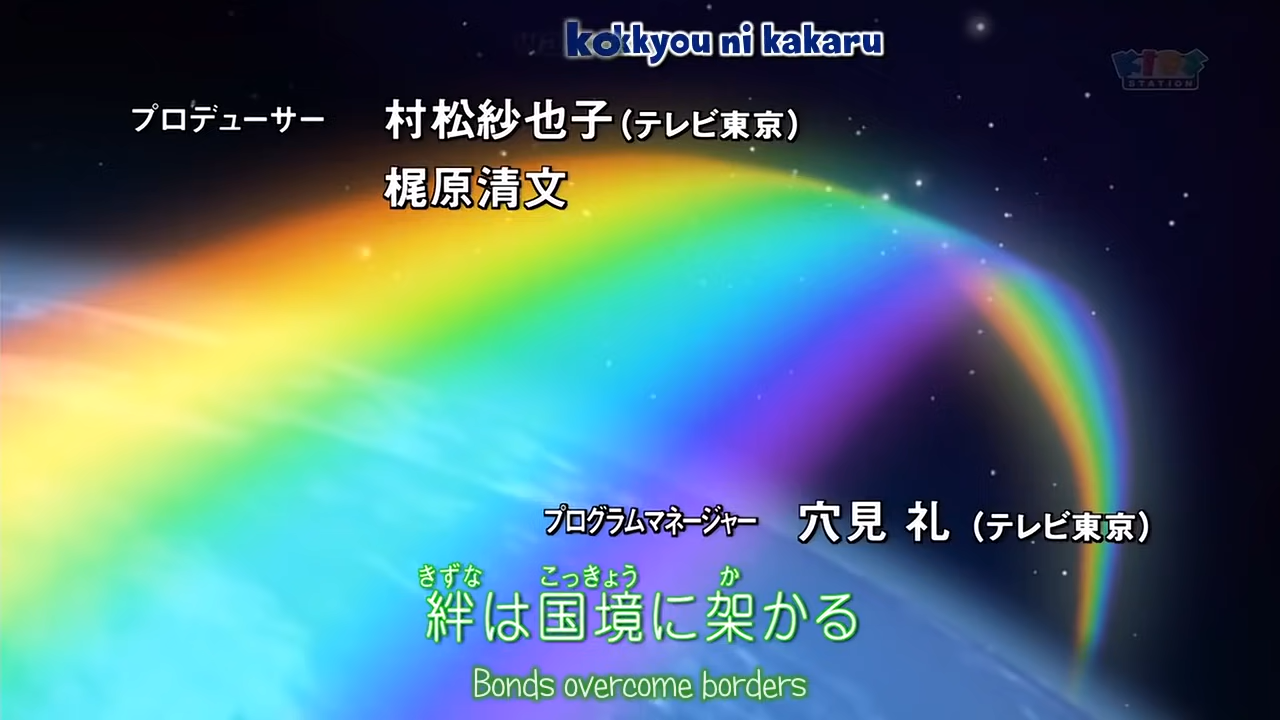 kokkyou ni kakaru
KIDS STATION
プロデューサー 村松紗也子(テレビ東京)
梶原清文
プログラムマネージャー 穴見 礼 (テレビ東京)
きずな こっきょう か
絆は国境に架かる
Bonds overcome borders